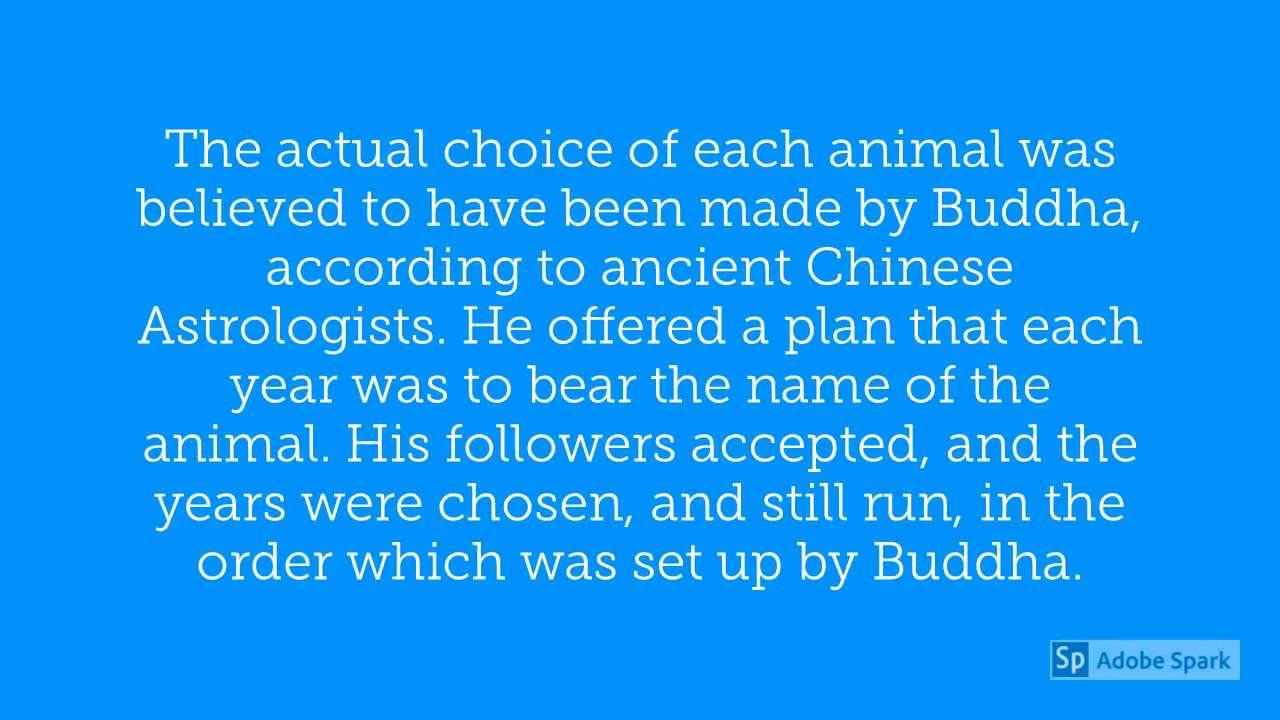 The actual choice of each animal was
believed to have been made by Buddha,
according to ancient Chinese
Astrologists. He offered a plan that each
year was to bear the name of the
animal. His followers accepted, and the
years were chosen, and still run, in the
order which was set up by Buddha.
Sp Adobe Spark